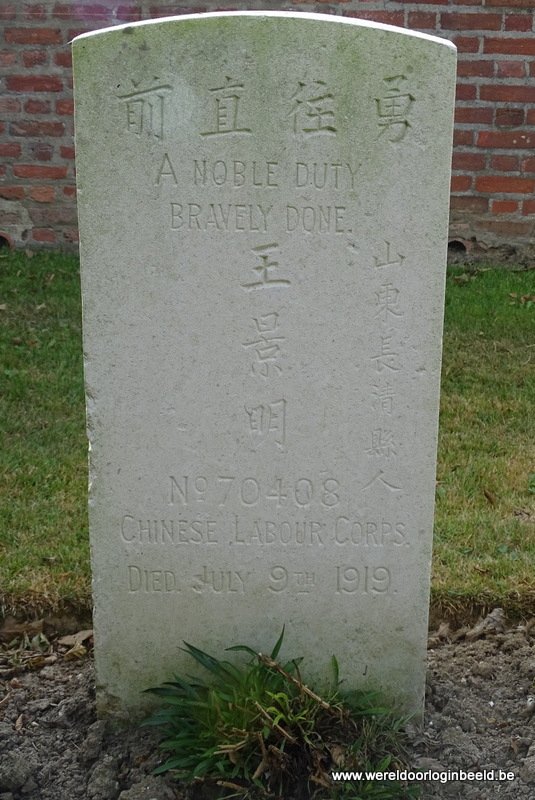 勇往直前
A NOBLE DUTY
BRAVELY DONE.
山東長清縣人
王景明
No 70408
CHINESE LABOUR CORPS.
DIED. JULY 9TH 1919.
www.wereldoorloginbeeld.be